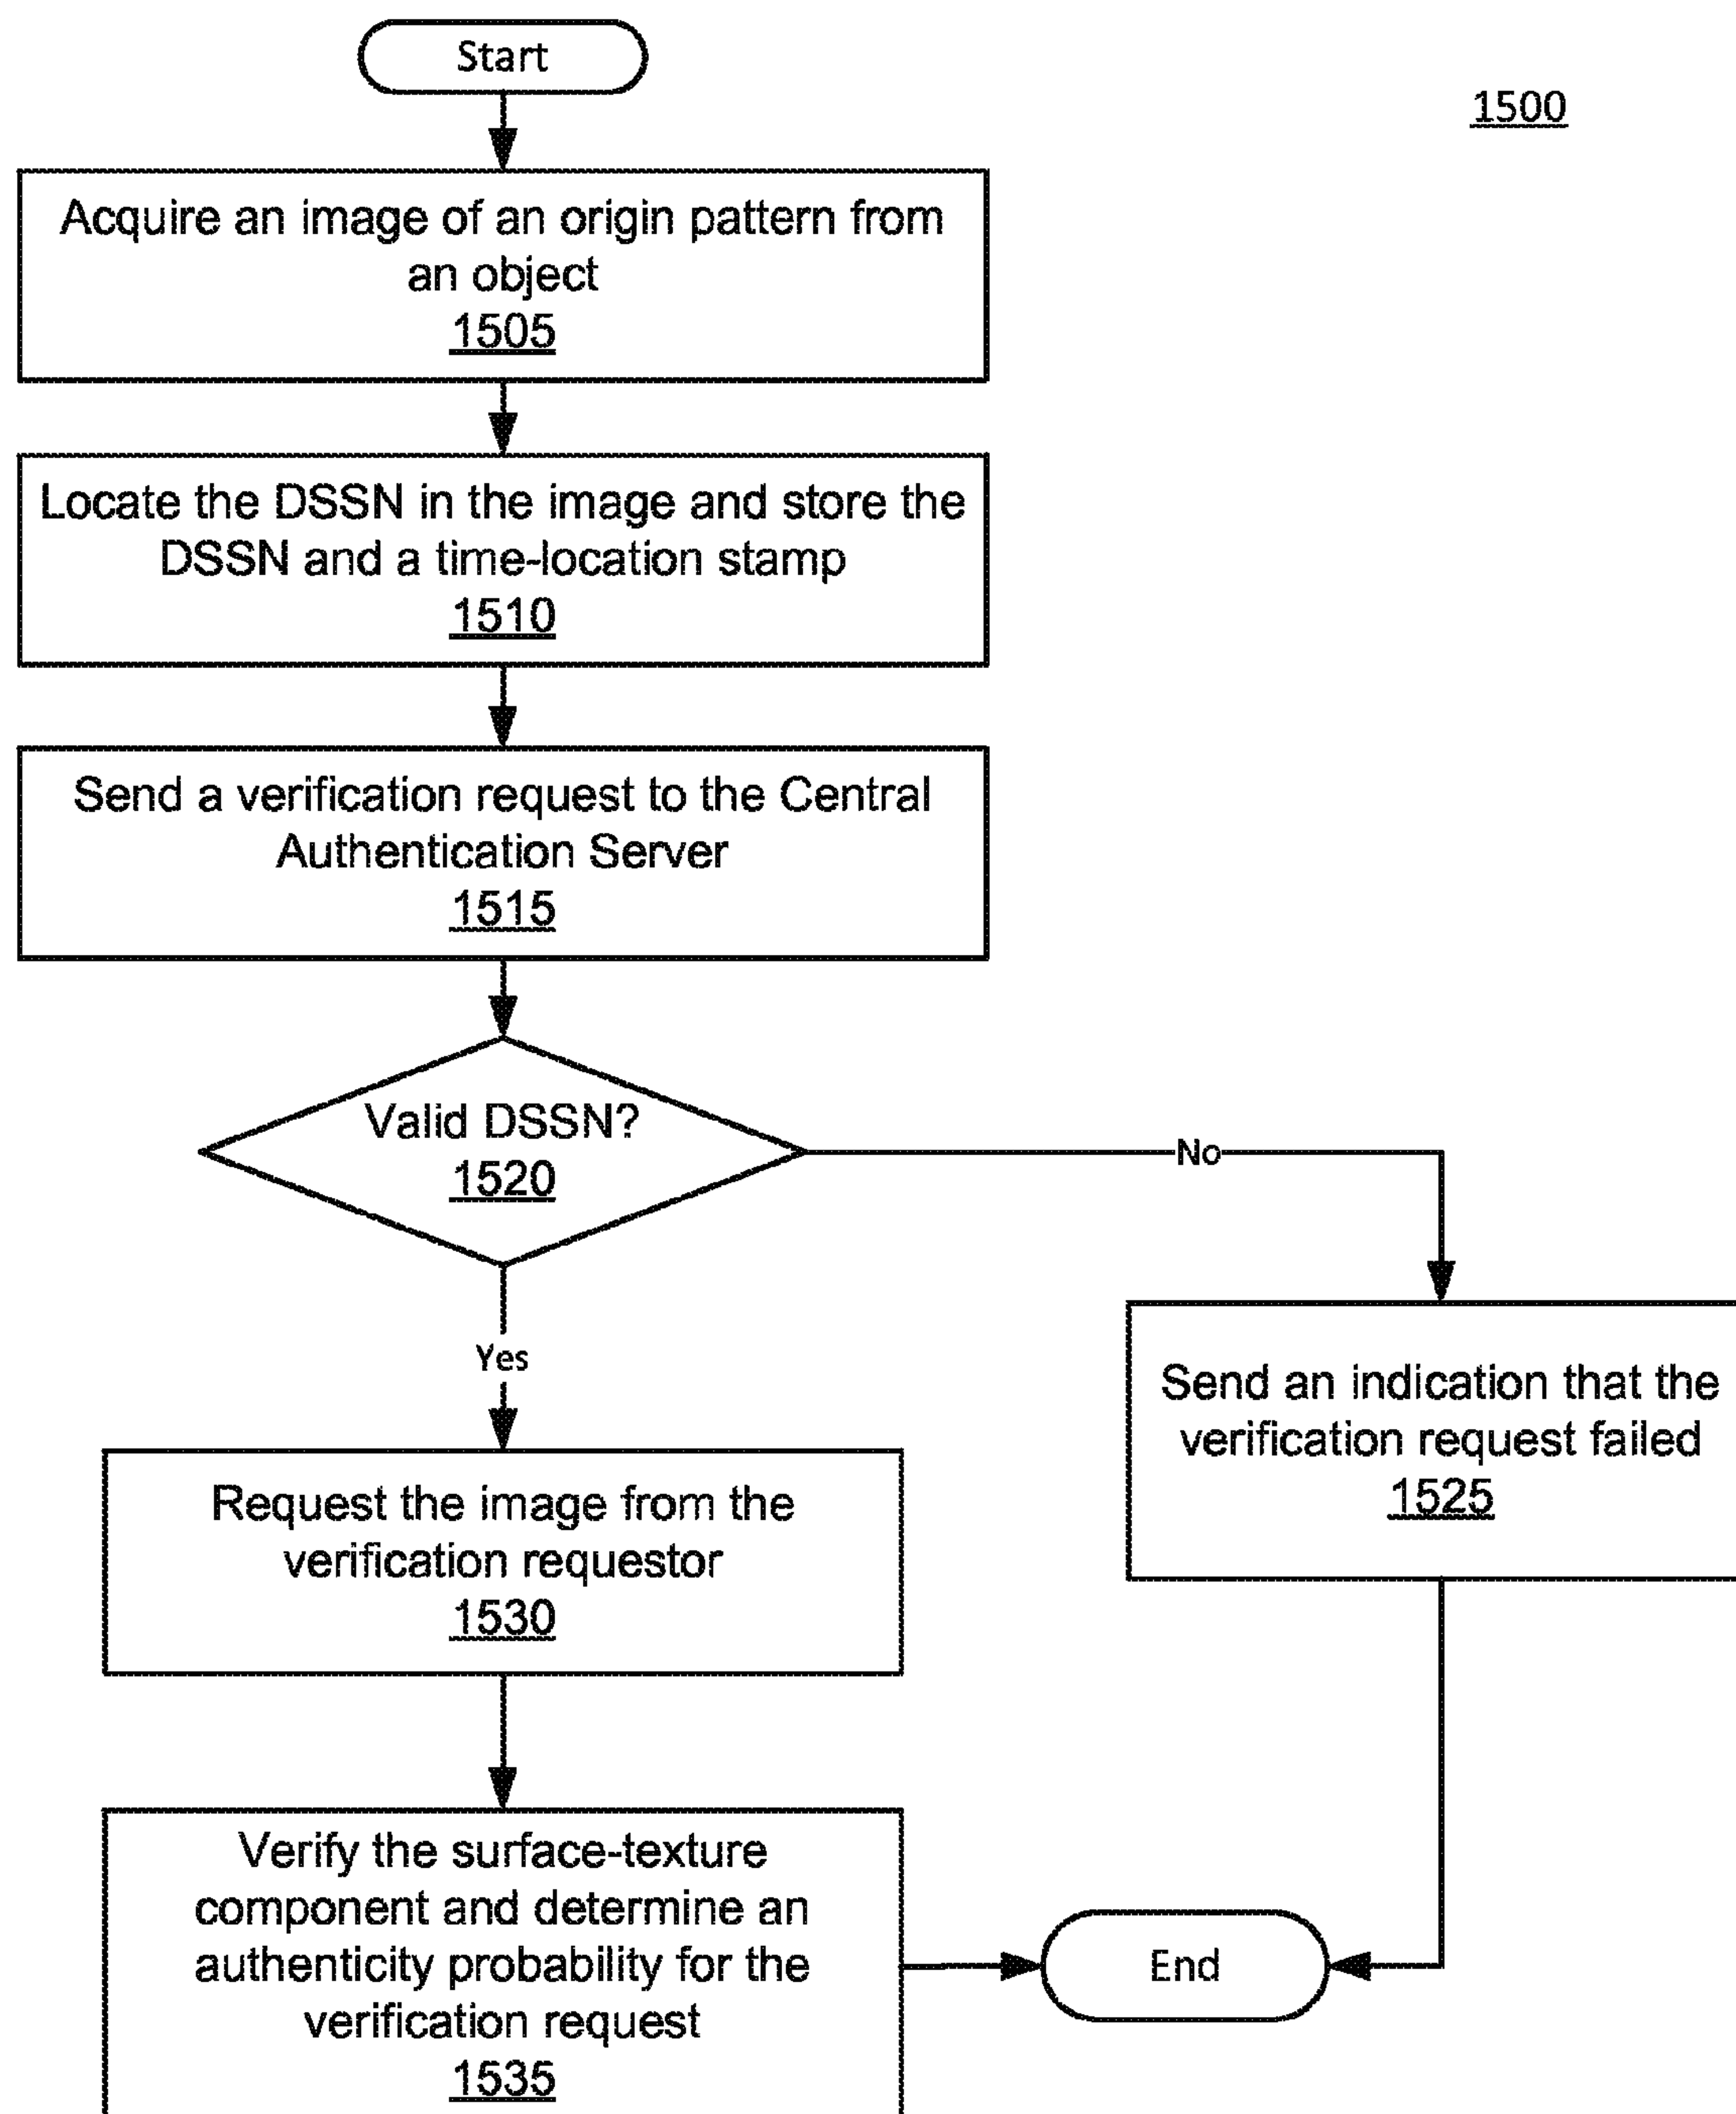 Start
1500
Acquire an image of an origin pattern from
an object
1505
Locate the DSSN in the image and store the
DSSN and a time-location stamp
1510
Send a verification request to the Central
Authentication Server
1515
Valid DSSN?
1520
No
Yes
Send an indication that the
verification request failed
1525
Request the image from the
verification requestor
1530
Verify the surface-texture
component and determine an
authenticity probability for the
verification request
1535
End